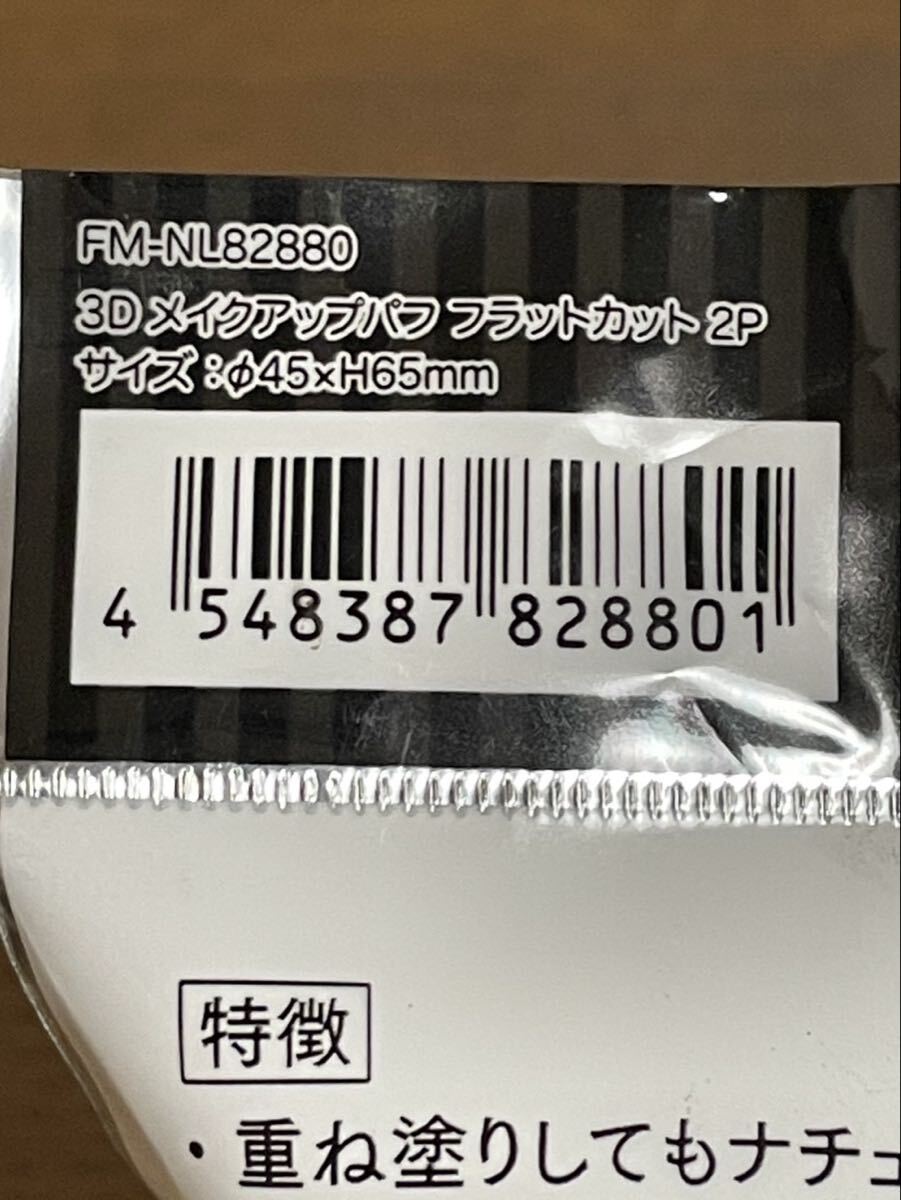 FM-NL82880
3D メイクアップパフ フラットカット 2P
サイズ:φ45×H65mm
4 548387 828801
特徴
・重ね塗りしてもナチュ